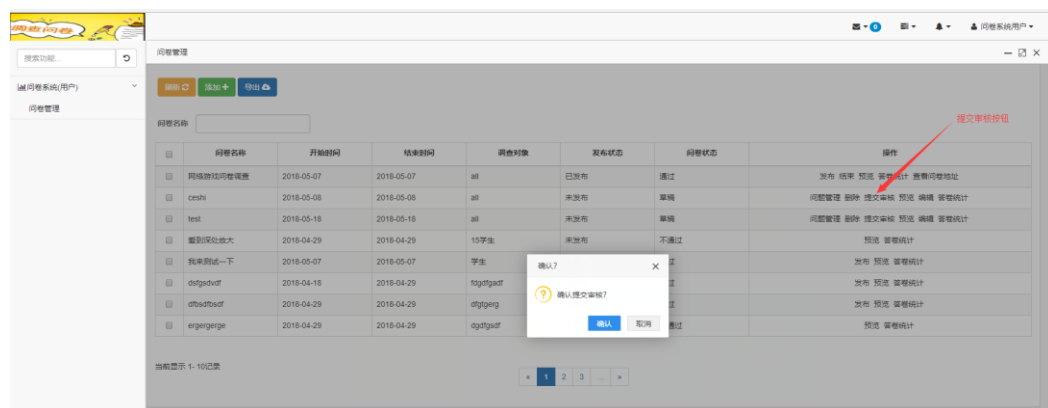 调查问卷
0
问卷系统用户
搜索功能...
问卷管理
问卷系统(用户)
问卷管理
刷新 添加 导出
提交审核按钮
问卷名称
问卷名称 开始时间 结束时间 调查对象 发布状态 问卷状态 操作
网络游戏问卷调查 2018-05-07 2018-05-07 all 已发布 通过 发布 结束 预览 答卷统计 查看问卷地址
ceshi 2018-05-08 2018-05-08 all 未发布 草稿 问题管理 删除 提交审核 预览 编辑 答卷统计
test 2018-05-18 2018-05-18 all 未发布 草稿 问题管理 删除 提交审核 预览 编辑 答卷统计
2018-04-29 2018-04-29 15学生 未发布 不通过 预览 答卷统计
我来测试一下 2018-05-07 2018-05-07 学生 发布 预览 答卷统计
dsfgsdvdf 2018-04-18 2018-04-29 fdgdfgadf 发布 预览 答卷统计
dfbsdfbsdf 2018-04-29 2018-04-29 dfgfgerg 发布 预览 答卷统计
ergergerge 2018-04-29 2018-04-29 dgdfgsdf 通过 预览 答卷统计
确认?
确认提交审核?
确认 取消
当前显示 1- 10记录
« 1 2 3 ... »